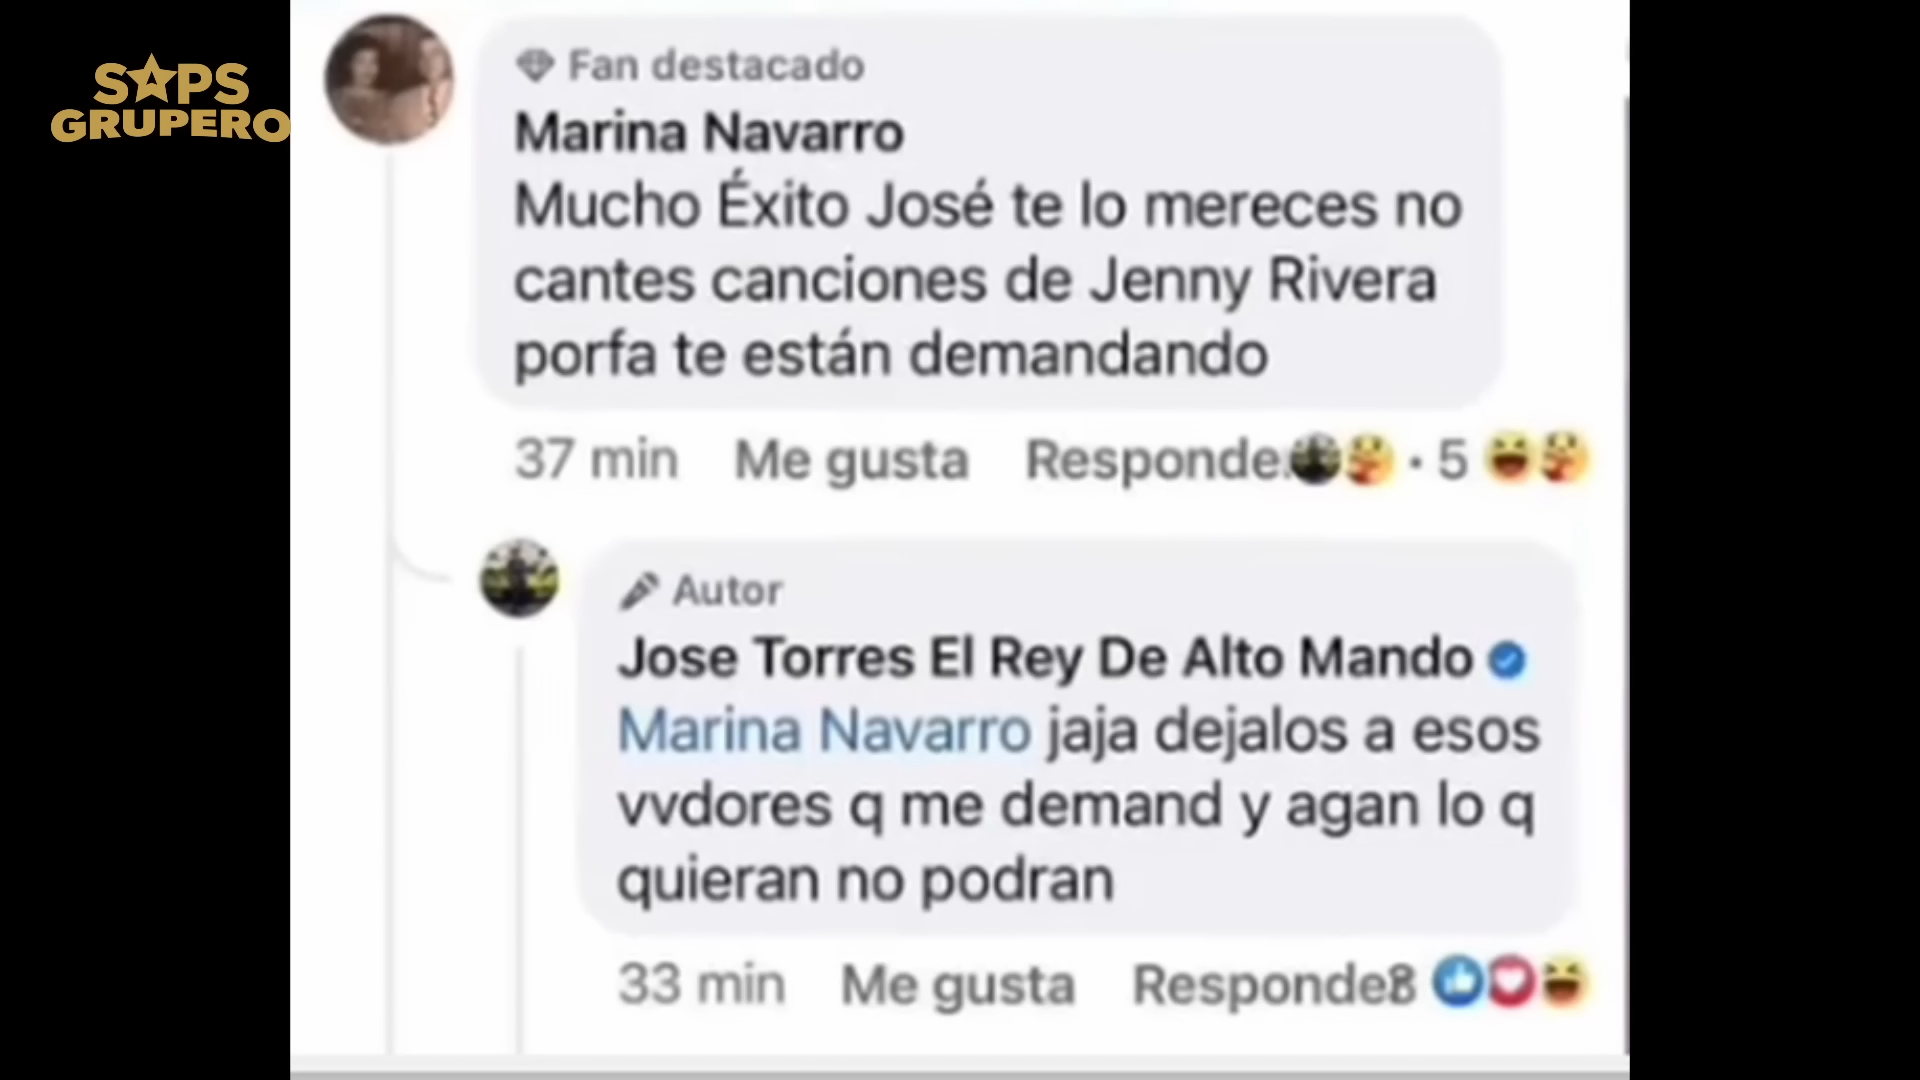 SAPS
GRUPERO
Fan destacado
Marina Navarro
Mucho Éxito José te lo mereces no
cantes canciones de Jenny Rivera
porfa te están demandando
37 min Me gusta Responder · 5
Autor
Jose Torres El Rey De Alto Mando
Marina Navarro jaja dejalos a esos
vvdores q me demand y agan lo q
quieran no podran
33 min Me gusta Responde8